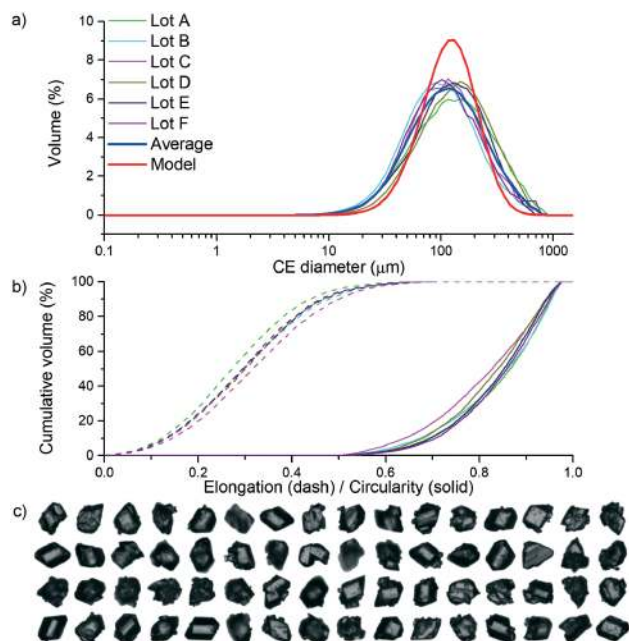 a)
10
8
6
4
2
0
Volume (%)
Lot A
Lot B
Lot C
Lot D
Lot E
Lot F
Average
Model
0.1 1 10 100 1000
CE diameter (μm)
b)
100
80
60
40
20
0
Cumulative volume (%)
0.0 0.2 0.4 0.6 0.8 1.0
Elongation (dash) / Circularity (solid)
c)